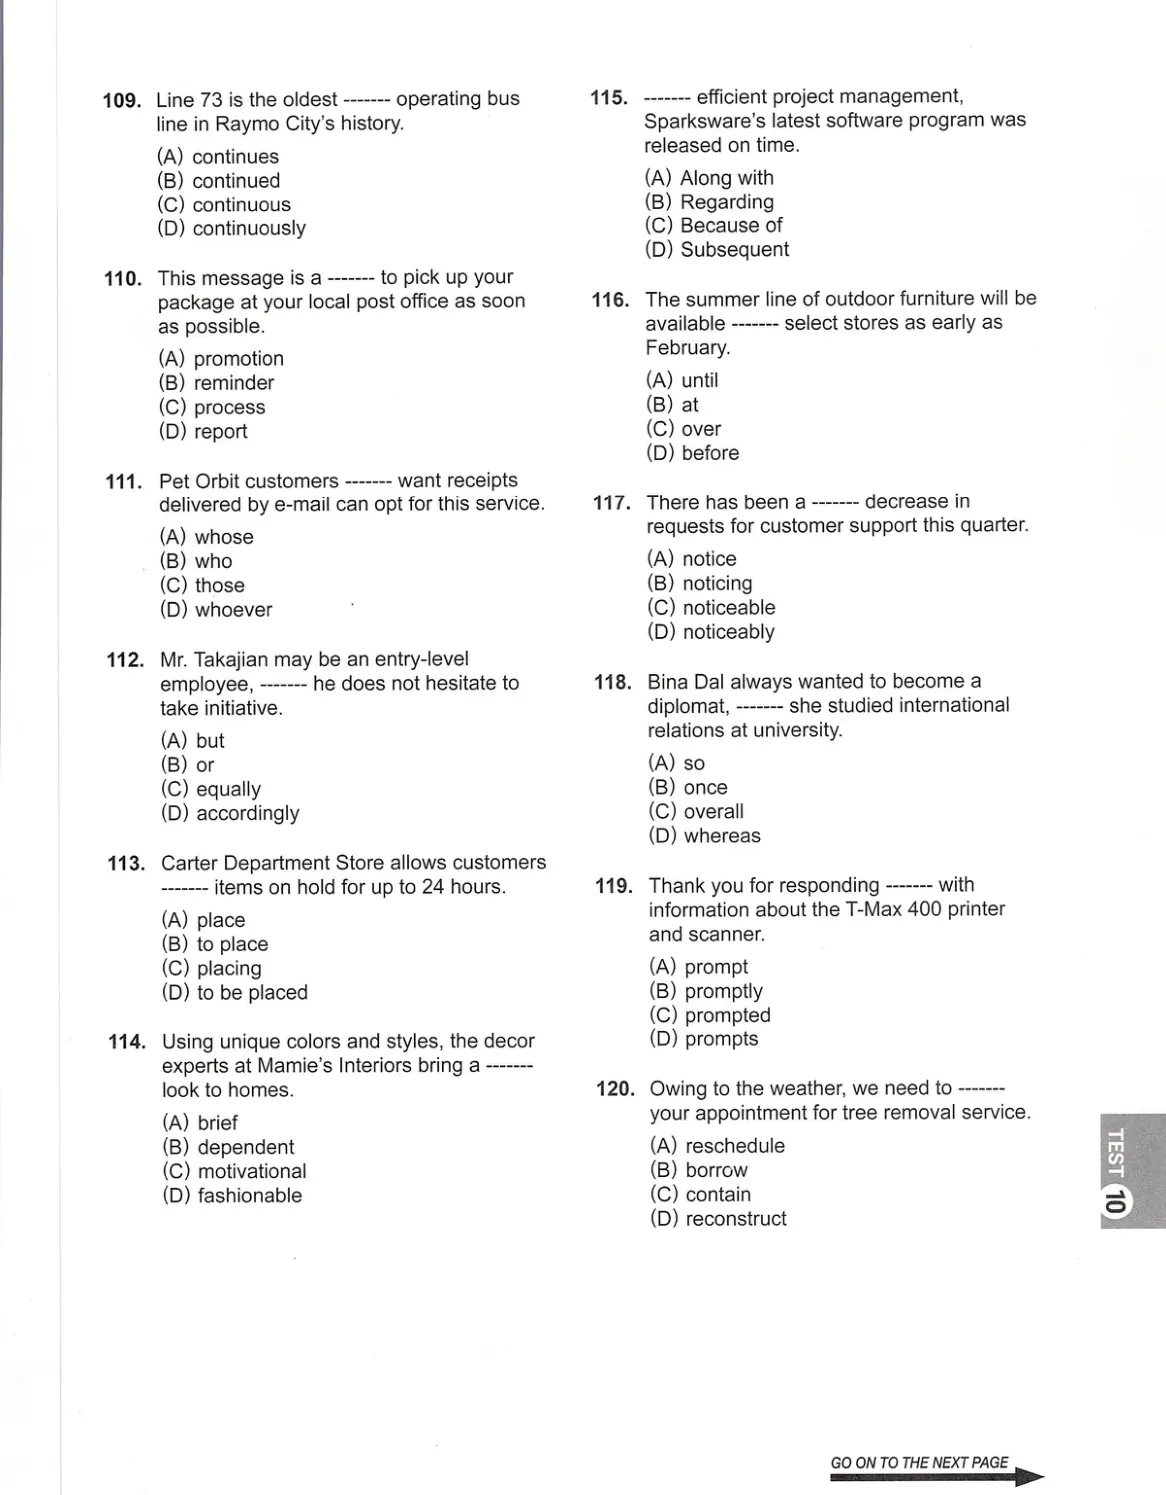 109. Line 73 is the oldest ------- operating bus
line in Raymo City's history.
(A) continues
(B) continued
(C) continuous
(D) continuously
110. This message is a ------- to pick up your
package at your local post office as soon
as possible.
(A) promotion
(B) reminder
(C) process
(D) report
111. Pet Orbit customers ------- want receipts
delivered by e-mail can opt for this service.
(A) whose
(B) who
(C) those
(D) whoever
112. Mr. Takajian may be an entry-level
employee, ------- he does not hesitate to
take initiative.
(A) but
(B) or
(C) equally
(D) accordingly
113. Carter Department Store allows customers
------- items on hold for up to 24 hours.
(A) place
(B) to place
(C) placing
(D) to be placed
114. Using unique colors and styles, the decor
experts at Mamie's Interiors bring a -------
look to homes.
(A) brief
(B) dependent
(C) motivational
(D) fashionable
115. ------- efficient project management,
Sparksware's latest software program was
released on time.
(A) Along with
(B) Regarding
(C) Because of
(D) Subsequent
116. The summer line of outdoor furniture will be
available ------- select stores as early as
February.
(A) until
(B) at
(C) over
(D) before
117. There has been a ------- decrease in
requests for customer support this quarter.
(A) notice
(B) noticing
(C) noticeable
(D) noticeably
118. Bina Dal always wanted to become a
diplomat, ------- she studied international
relations at university.
(A) so
(B) once
(C) overall
(D) whereas
119. Thank you for responding ------- with
information about the T-Max 400 printer
and scanner.
(A) prompt
(B) promptly
(C) prompted
(D) prompts
120. Owing to the weather, we need to -------
your appointment for tree removal service.
(A) reschedule
(B) borrow
(C) contain
(D) reconstruct
TEST 10
GO ON TO THE NEXT PAGE